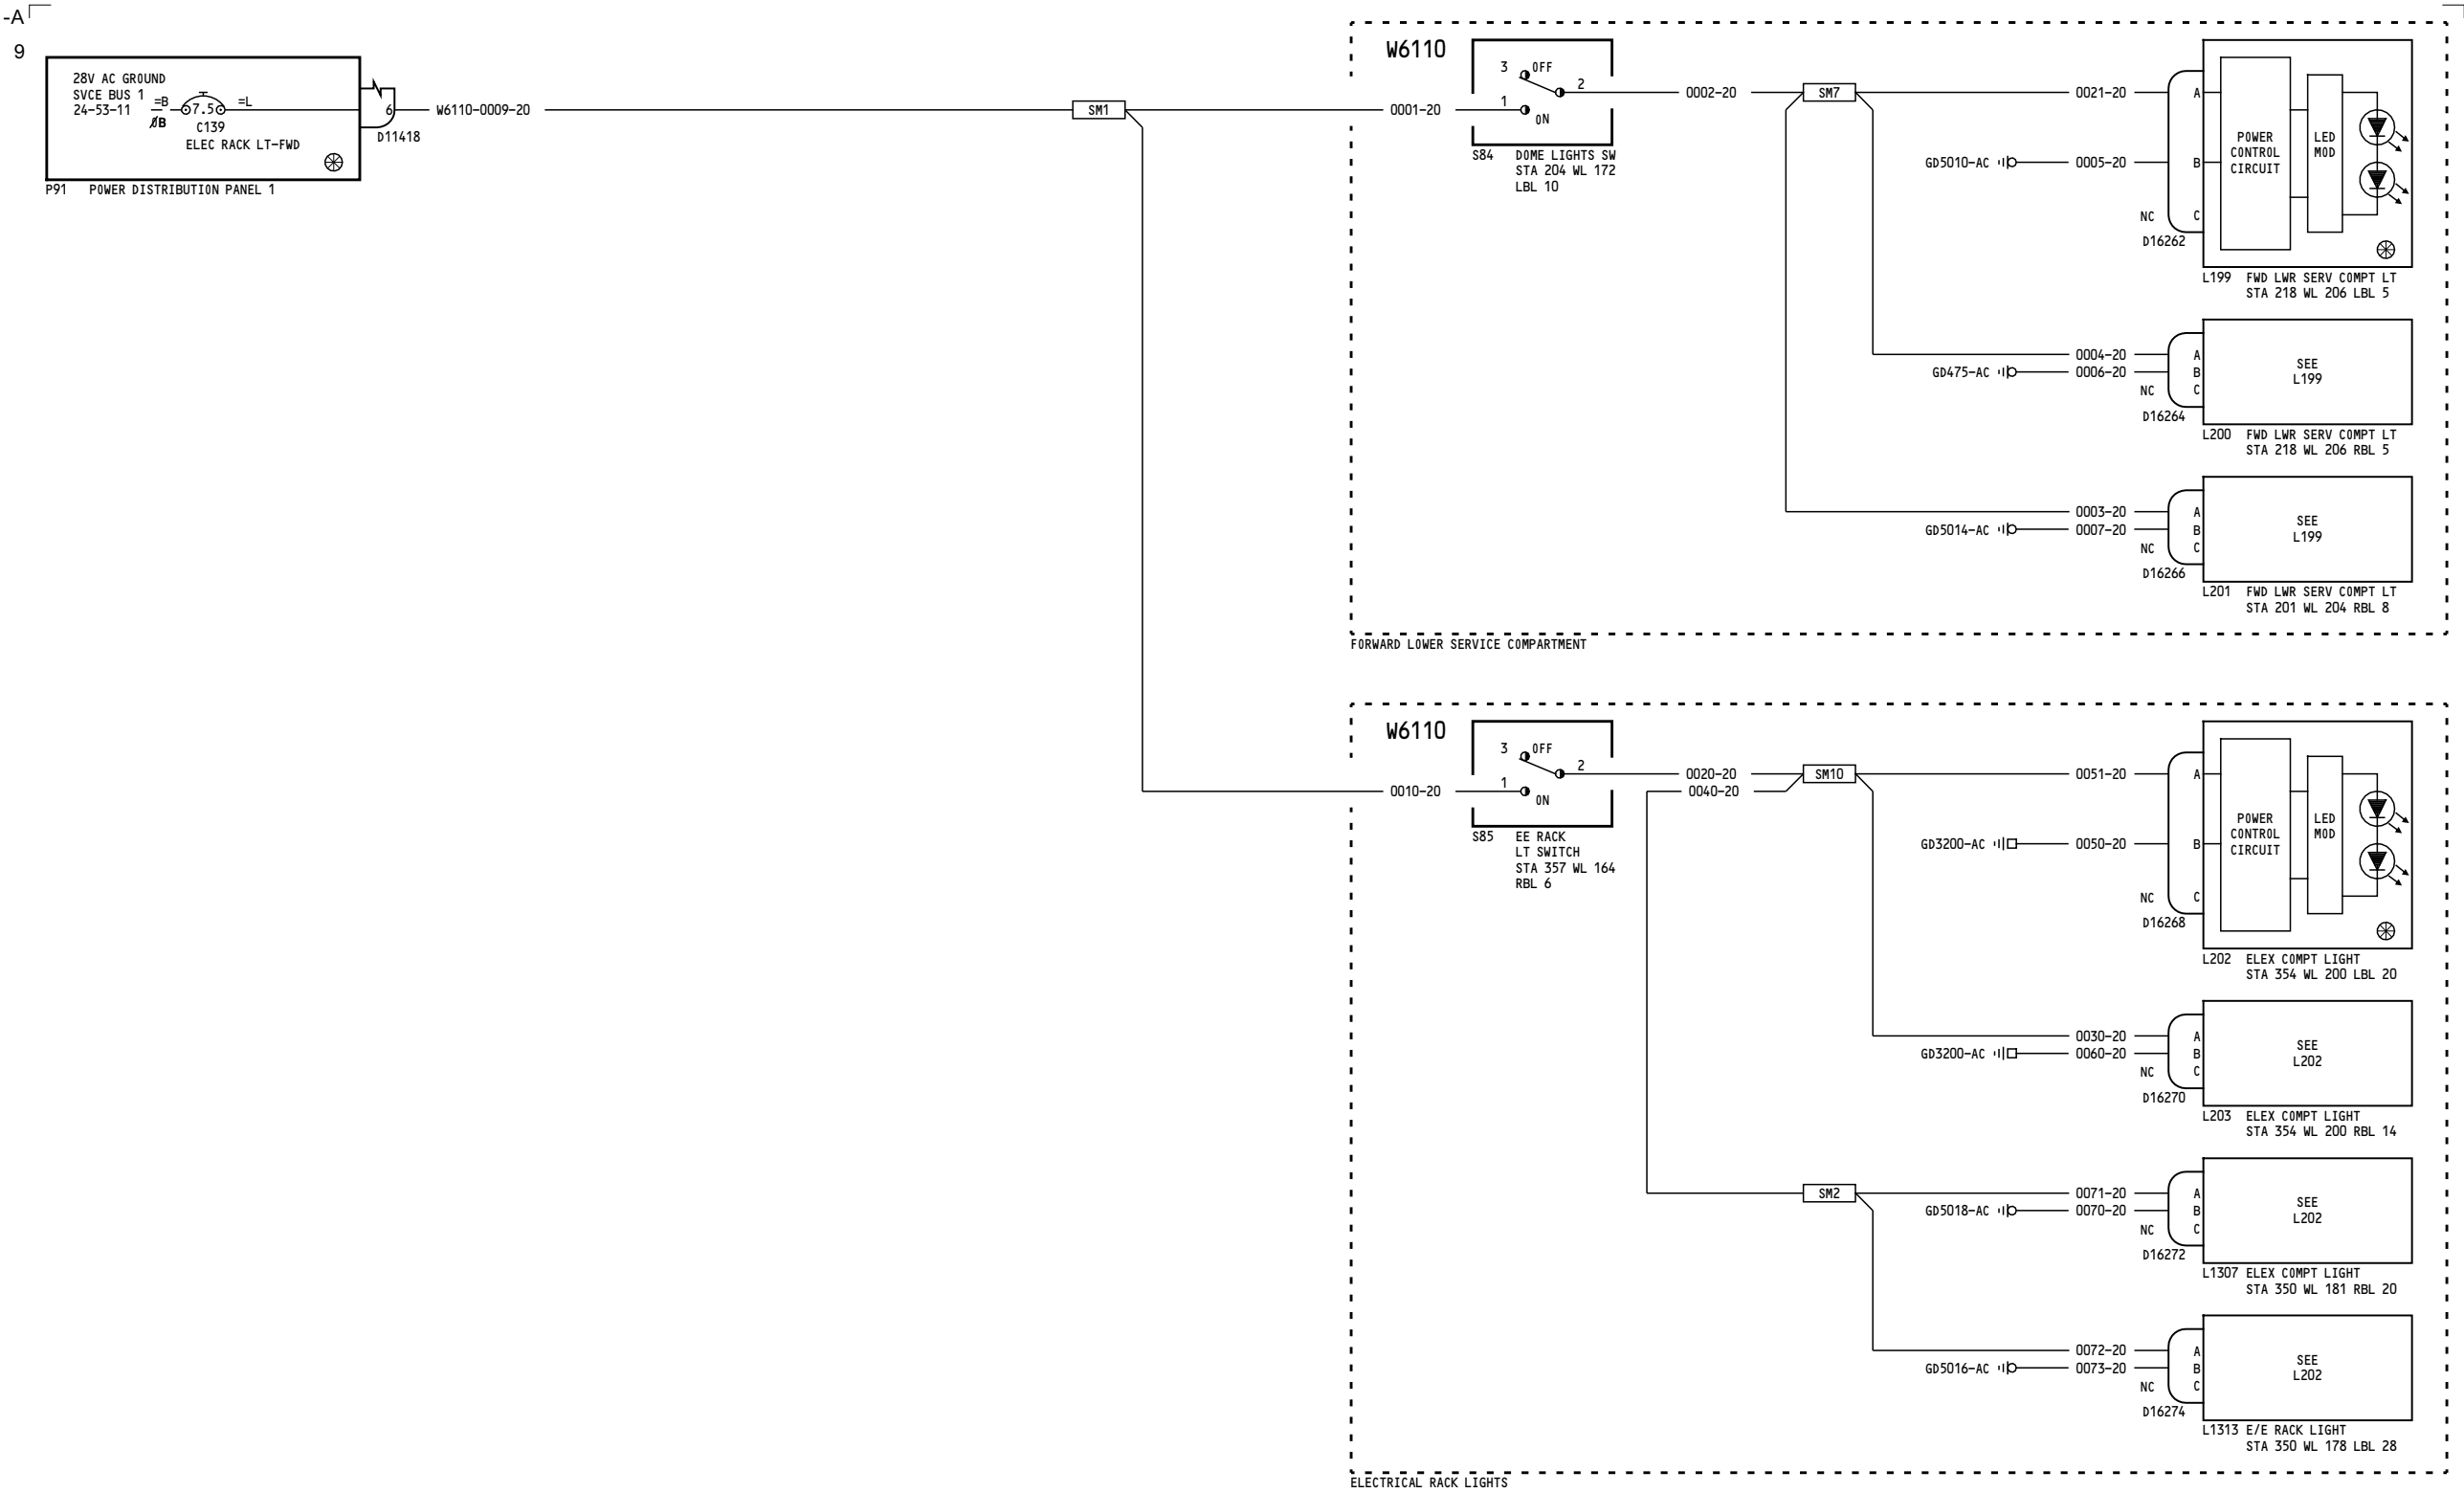 -A
9
28V AC GROUND
SVCE BUS 1
24-53-11
=B
ØB
7.5
=L
C139
ELEC RACK LT-FWD
6
D11418
P91 POWER DISTRIBUTION PANEL 1
W6110-0009-20
SM1
W6110
0001-20
3 OFF
2
1
ON
S84 DOME LIGHTS SW
STA 204 WL 172
LBL 10
0002-20
SM7
0021-20
A
GD5010-AC
0005-20
B
NC
C
D16262
POWER
CONTROL
CIRCUIT
LED
MOD
L199 FWD LWR SERV COMPT LT
STA 218 WL 206 LBL 5
0004-20
A
GD475-AC
0006-20
B
NC
C
D16264
SEE
L199
L200 FWD LWR SERV COMPT LT
STA 218 WL 206 RBL 5
0003-20
A
GD5014-AC
0007-20
B
NC
C
D16266
SEE
L199
L201 FWD LWR SERV COMPT LT
STA 201 WL 204 RBL 8
FORWARD LOWER SERVICE COMPARTMENT
W6110
0010-20
3 OFF
2
1
ON
S85 EE RACK
LT SWITCH
STA 357 WL 164
RBL 6
0020-20
0040-20
SM10
0051-20
A
GD3200-AC
0050-20
B
NC
C
D16268
POWER
CONTROL
CIRCUIT
LED
MOD
L202 ELEX COMPT LIGHT
STA 354 WL 200 LBL 20
0030-20
A
GD3200-AC
0060-20
B
NC
C
D16270
SEE
L202
L203 ELEX COMPT LIGHT
STA 354 WL 200 RBL 14
SM2
0071-20
A
GD5018-AC
0070-20
B
NC
C
D16272
SEE
L202
L1307 ELEX COMPT LIGHT
STA 350 WL 181 RBL 20
0072-20
A
GD5016-AC
0073-20
B
NC
C
D16274
SEE
L202
L1313 E/E RACK LIGHT
STA 350 WL 178 LBL 28
ELECTRICAL RACK LIGHTS